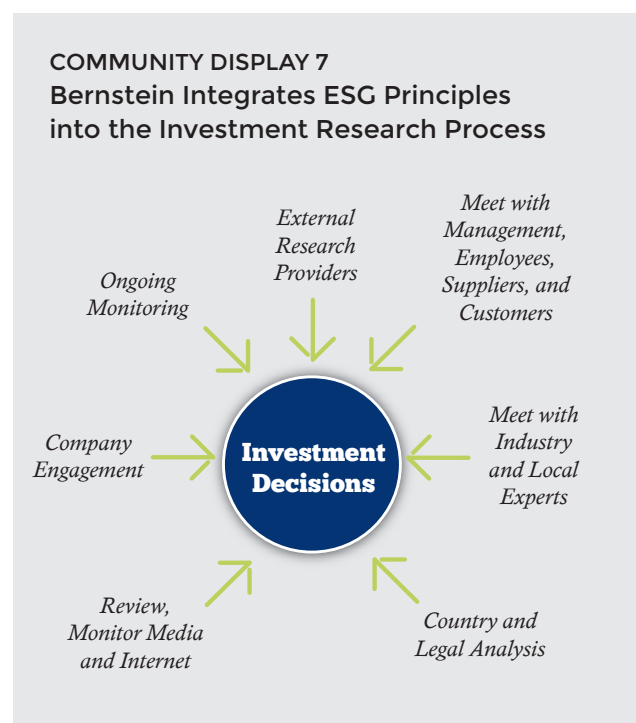 COMMUNITY DISPLAY 7
Bernstein Integrates ESG Principles
into the Investment Research Process
External
Research
Providers
Meet with
Management,
Employees,
Suppliers, and
Customers
Ongoing
Monitoring
Company
Engagement
Investment
Decisions
Meet with
Industry
and Local
Experts
Review,
Monitor Media
and Internet
Country and
Legal Analysis